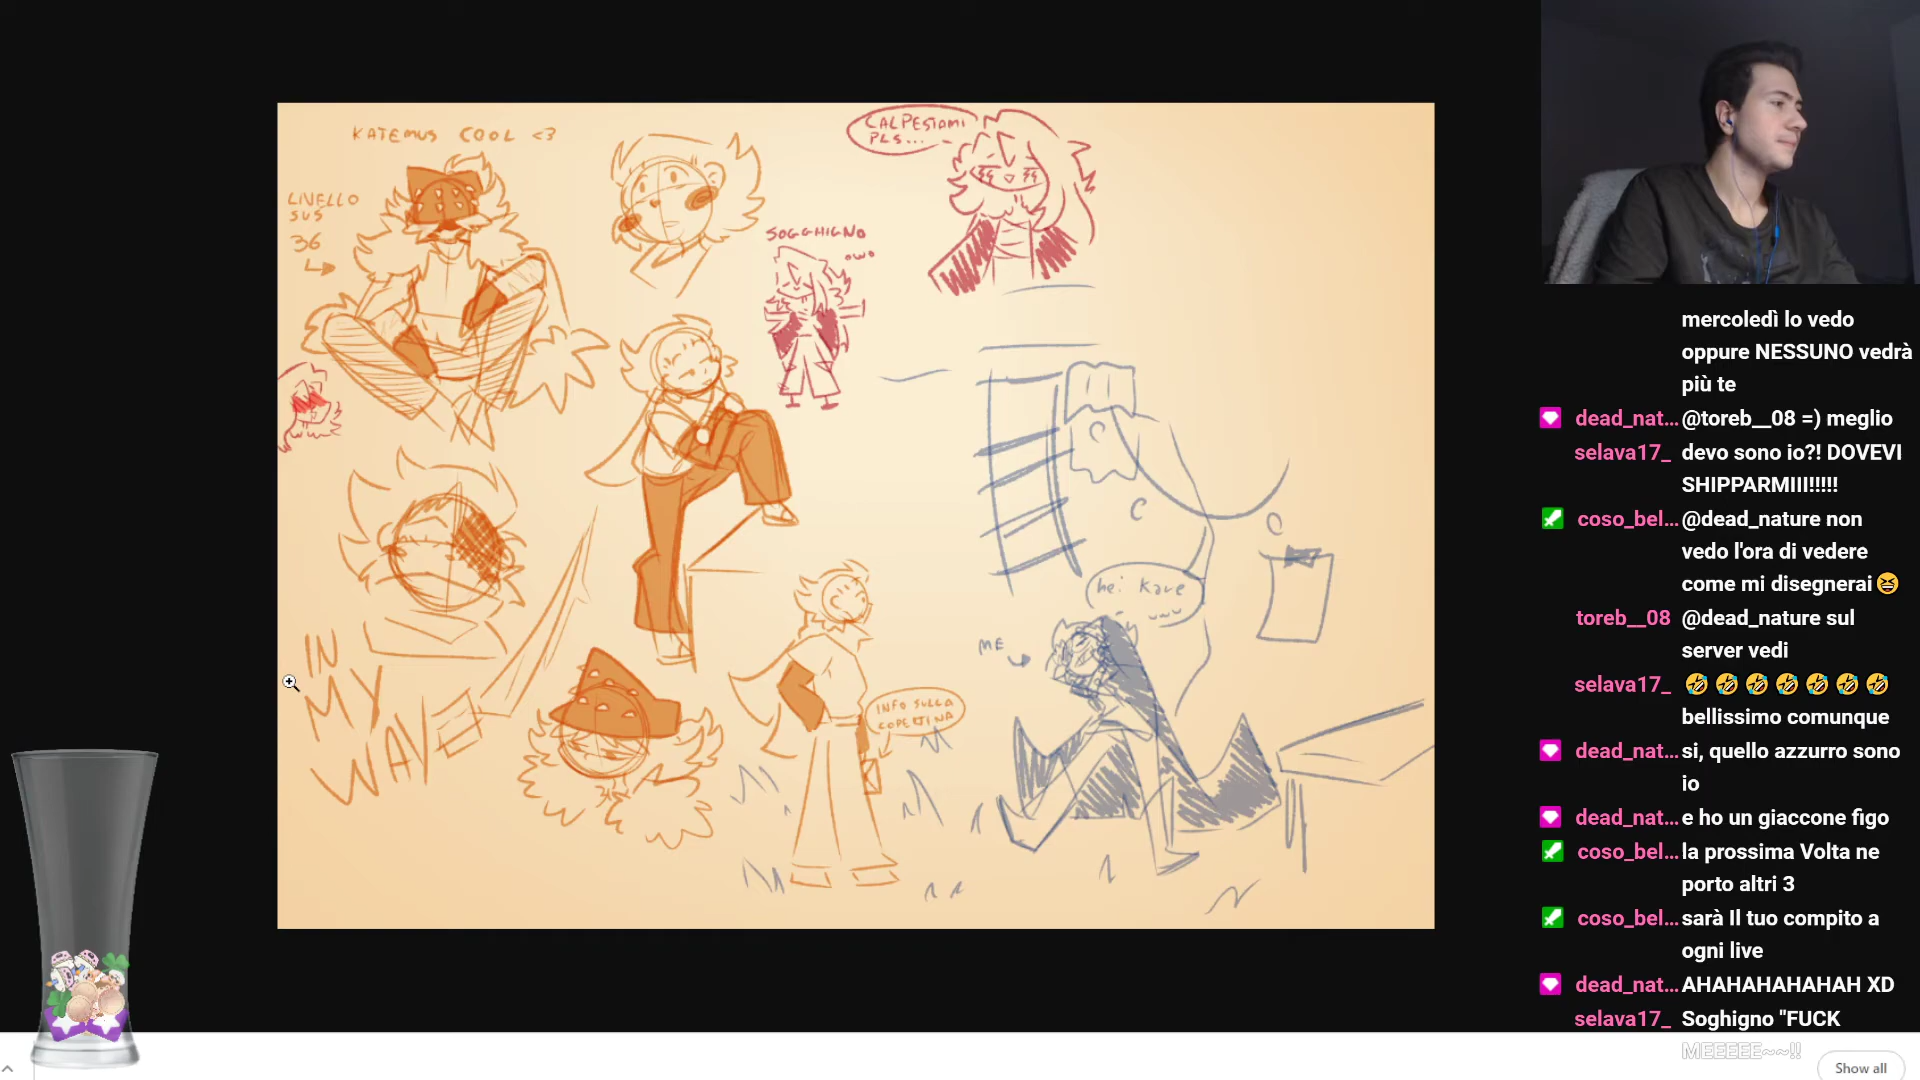 KATEMUS COOL <3
LIVELLO
SUS
36
CALPESTAMI
PLS...
SOGGHIGNO
OWO
hei Kave
uwu
ME
INFO SULLA
COPERTINA
IN
MY
WAY
mercoledì lo vedo
oppure NESSUNO vedrà
più te
dead_nat... @toreb__08 =) meglio
selava17_ devo sono io?! DOVEVI
SHIPPARMIII!!!!!
coso_bel... @dead_nature non
vedo l'ora di vedere
come mi disegnerai😆
toreb__08 @dead_nature sul
server vedi
selava17_ 🤣🤣🤣🤣🤣🤣🤣
bellissimo comunque
dead_nat... si, quello azzurro sono
io
dead_nat... e ho un giaccone figo
coso_bel... la prossima Volta ne
porto altri 3
coso_bel... sarà Il tuo compito a
ogni live
dead_nat... AHAHAHAHAHAH XD
selava17_ Soghigno "FUCK
MEEEEE~~!!
Show all